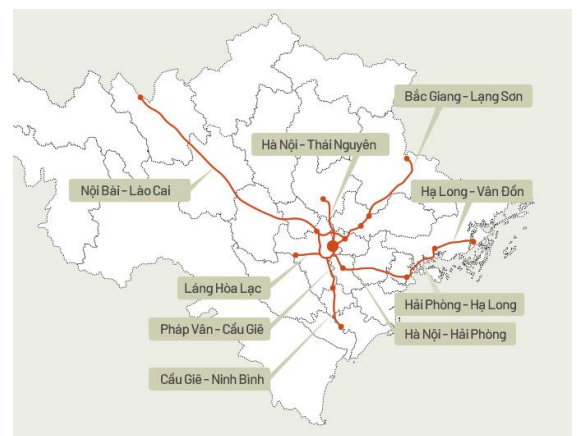 Bắc Giang - Lạng Sơn
Hà Nội - Thái Nguyên
Nội Bài - Lào Cai
Hạ Long - Vân Đồn
Láng Hòa Lạc
Hải Phòng - Hạ Long
Pháp Vân - Cầu Giẽ
Hà Nội - Hải Phòng
Cầu Giẽ - Ninh Bình
1